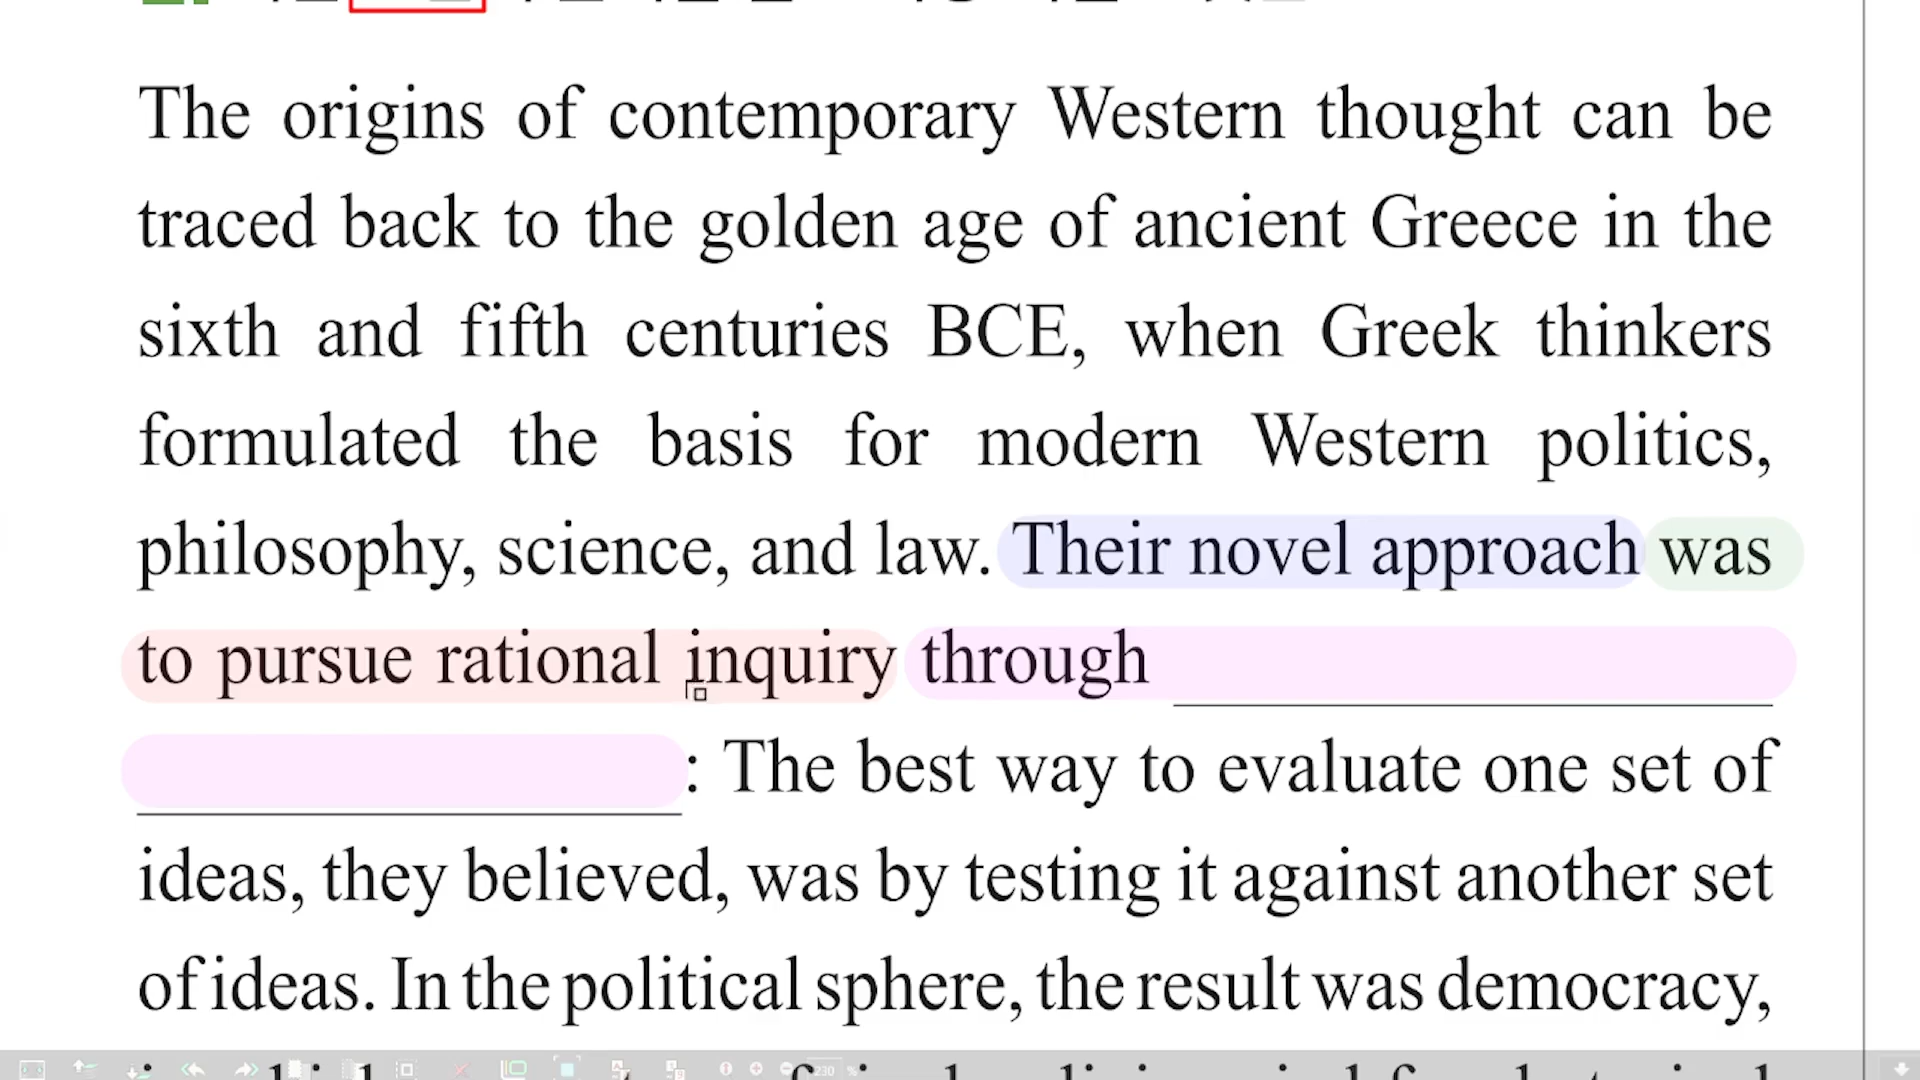 The origins of contemporary Western thought can be
traced back to the golden age of ancient Greece in the
sixth and fifth centuries BCE, when Greek thinkers
formulated the basis for modern Western politics,
philosophy, science, and law. Their novel approach was
to pursue rational inquiry through
: The best way to evaluate one set of
ideas, they believed, was by testing it against another set
of ideas. In the political sphere, the result was democracy,
230 %